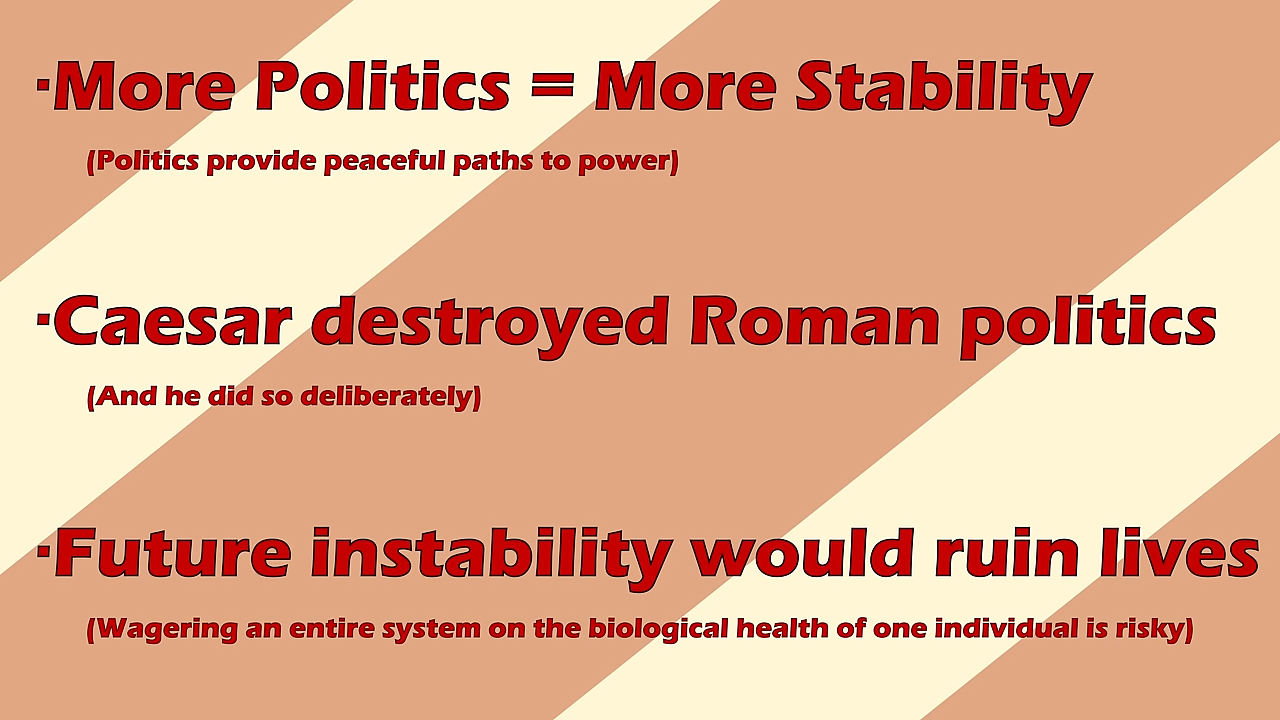 ·More Politics = More Stability
(Politics provide peaceful paths to power)
·Caesar destroyed Roman politics
(And he did so deliberately)
·Future instability would ruin lives
(Wagering an entire system on the biological health of one individual is risky)